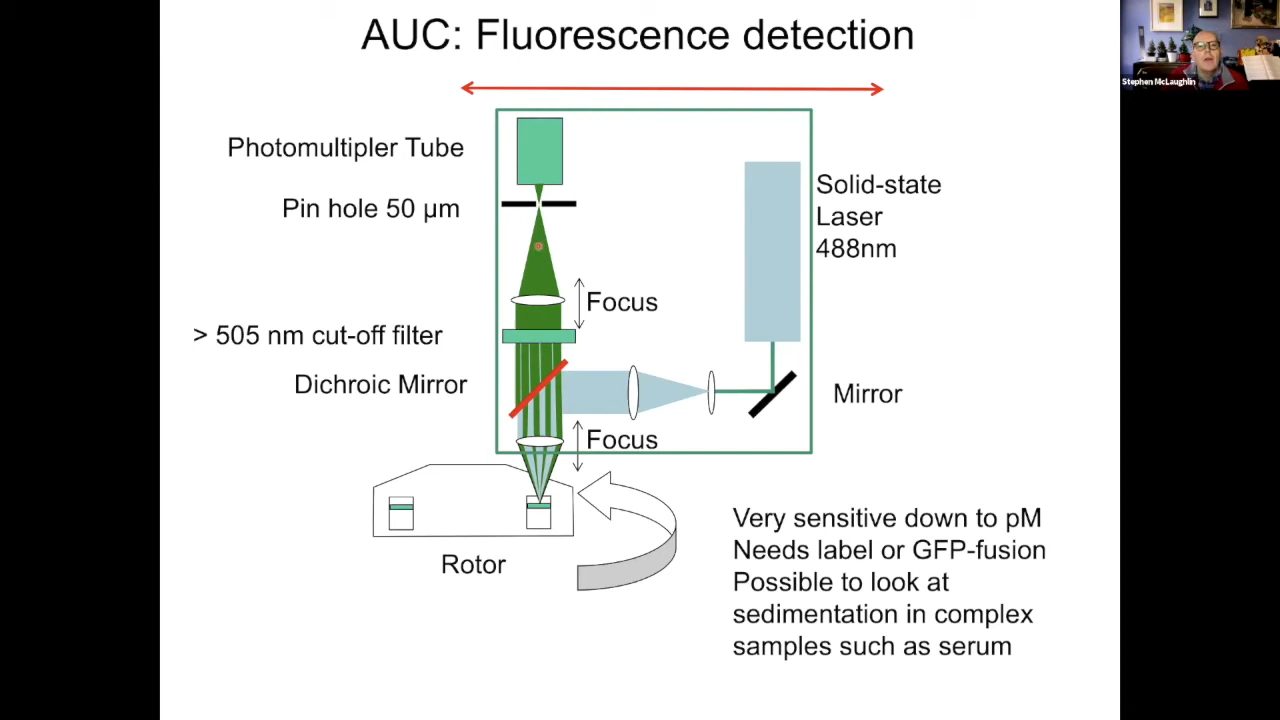 AUC: Fluorescence detection
Stephen McLaughlin
Photomultipler Tube
Pin hole 50 µm
Solid-state
Laser
488nm
Focus
> 505 nm cut-off filter
Dichroic Mirror
Mirror
Focus
Rotor
Very sensitive down to pM
Needs label or GFP-fusion
Possible to look at
sedimentation in complex
samples such as serum